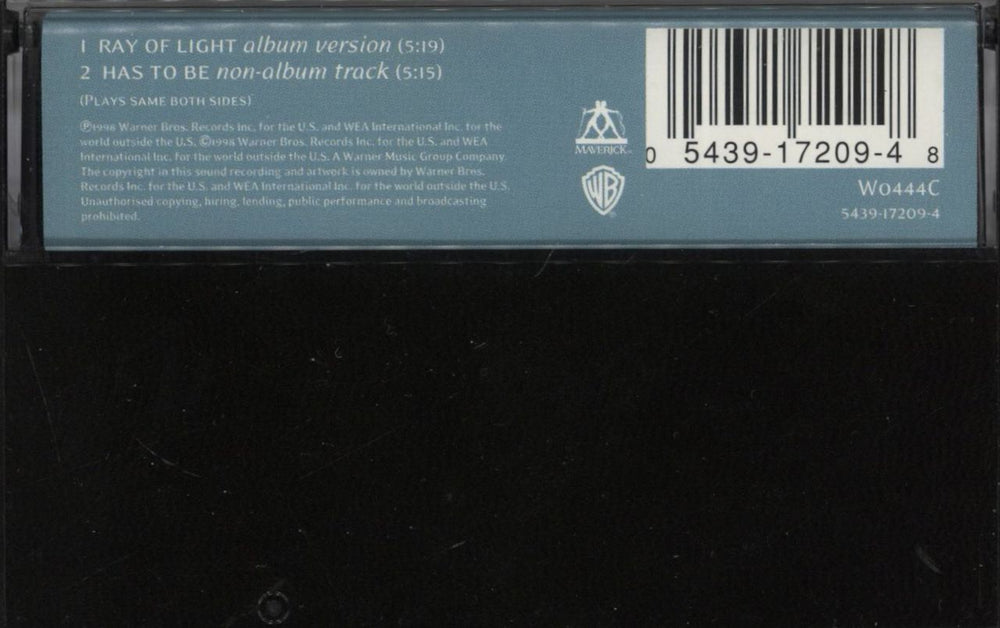 1 RAY OF LIGHT album version (5:19)
2 HAS TO BE non-album track (5:15)
(PLAYS SAME BOTH SIDES)
℗1998 Warner Bros. Records Inc. for the U.S. and WEA International Inc. for the
world outside the U.S. ©1998 Warner Bros. Records Inc. for the U.S. and WEA
International Inc. for the world outside the U.S. A Warner Music Group Company.
The copyright in this sound recording and artwork is owned by Warner Bros.
Records Inc. for the U.S. and WEA International Inc. for the world outside the U.S.
Unauthorised copying, hiring, lending, public performance and broadcasting
prohibited.
MAVERICK
WB
0 5439-17209-4 8
W0444C
5439-17209-4